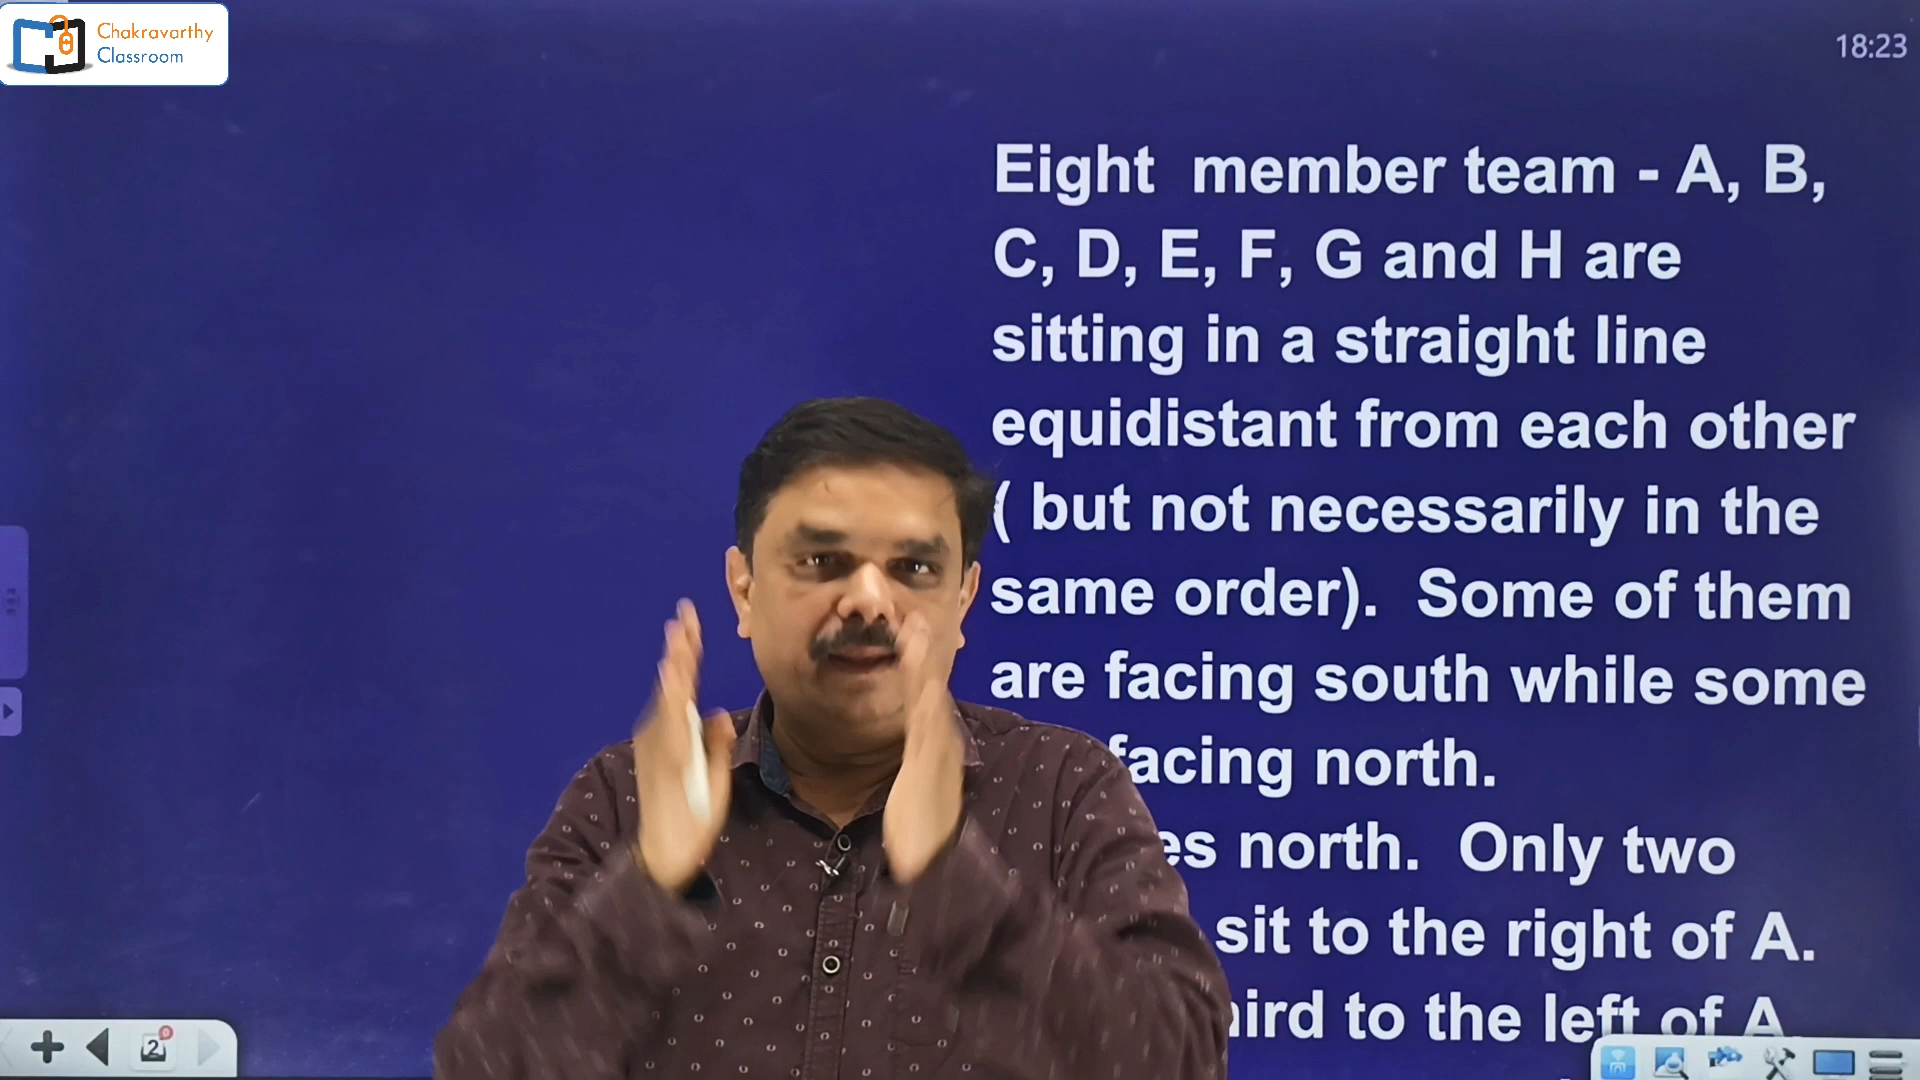 Chakravarthy
Classroom
18:23
Eight member team - A, B,
C, D, E, F, G and H are
sitting in a straight line
equidistant from each other
( but not necessarily in the
same order). Some of them
are facing south while some
facing north.
north. Only two
sit to the right of A.
to the left of A.
2
0